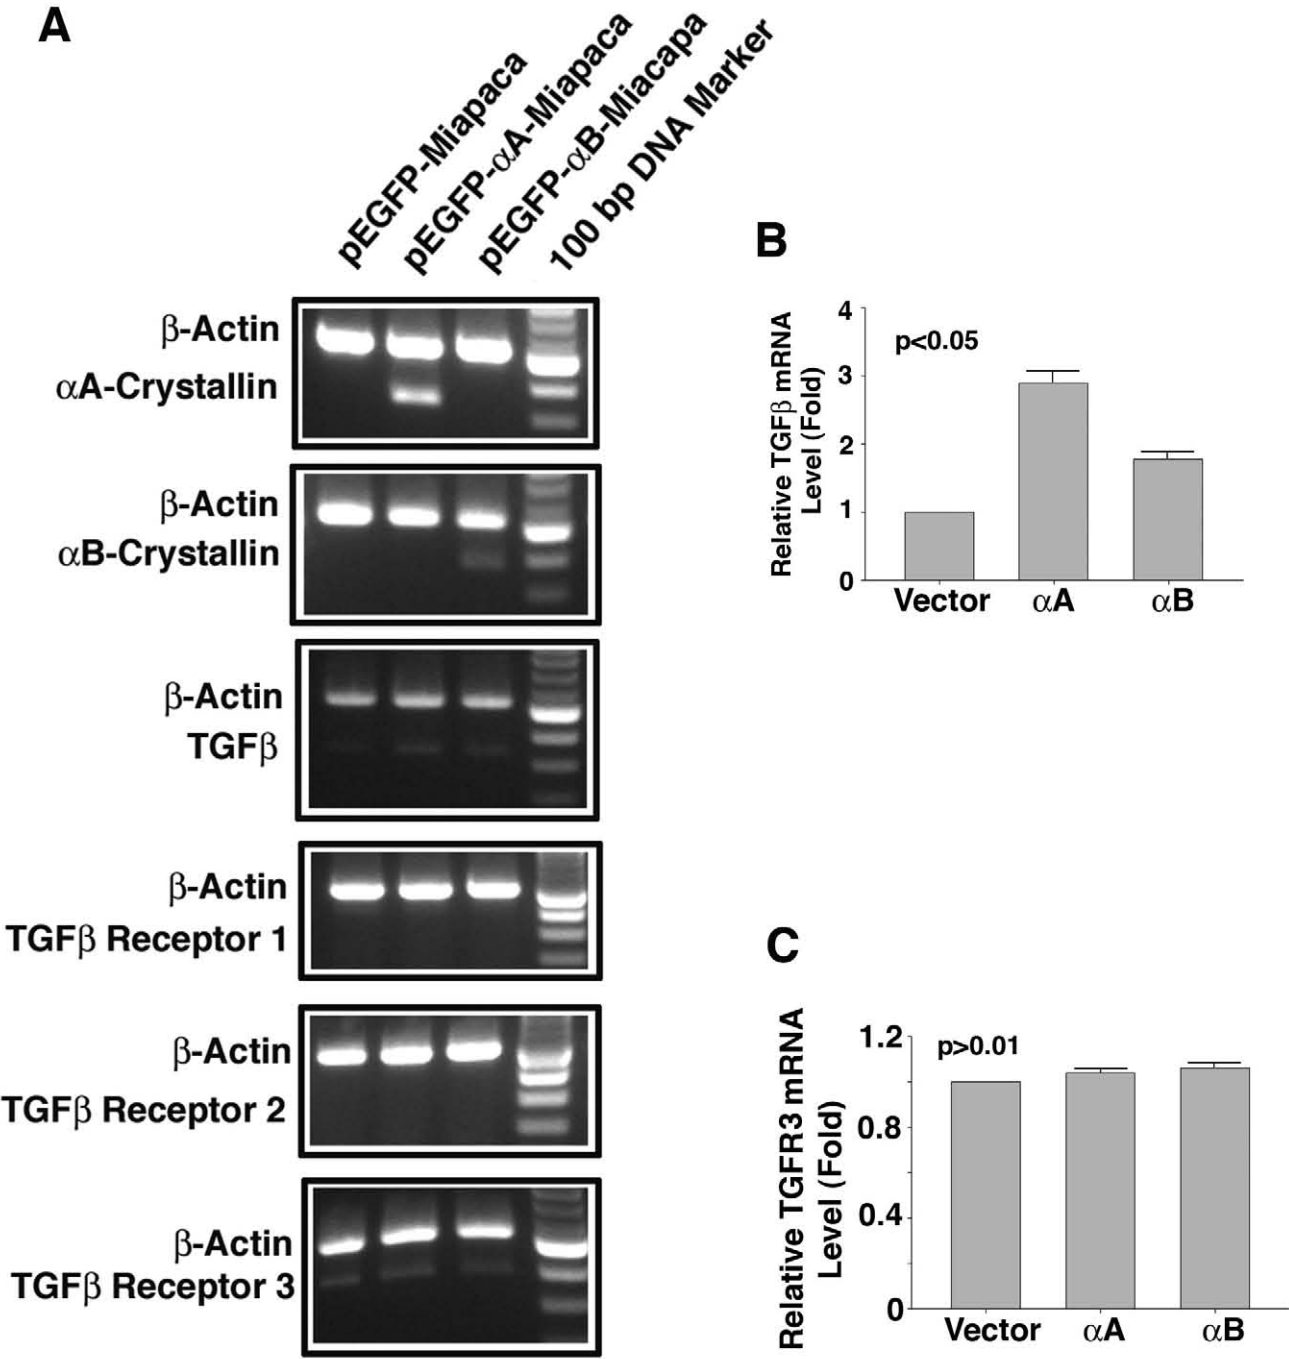 A
pEGFP-Miapaca
pEGFP-αA-Miapaca
pEGFP-αB-Miacapa
100 bp DNA Marker
β-Actin
αA-Crystallin
β-Actin
αB-Crystallin
β-Actin
TGFβ
β-Actin
TGFβ Receptor 1
β-Actin
TGFβ Receptor 2
β-Actin
TGFβ Receptor 3
B
Relative TGFβ mRNA
Level (Fold)
4
3
2
1
0
p<0.05
Vector αA αB
C
Relative TGFR3 mRNA
Level (Fold)
1.2
0.8
0.4
0
p>0.01
Vector αA αB